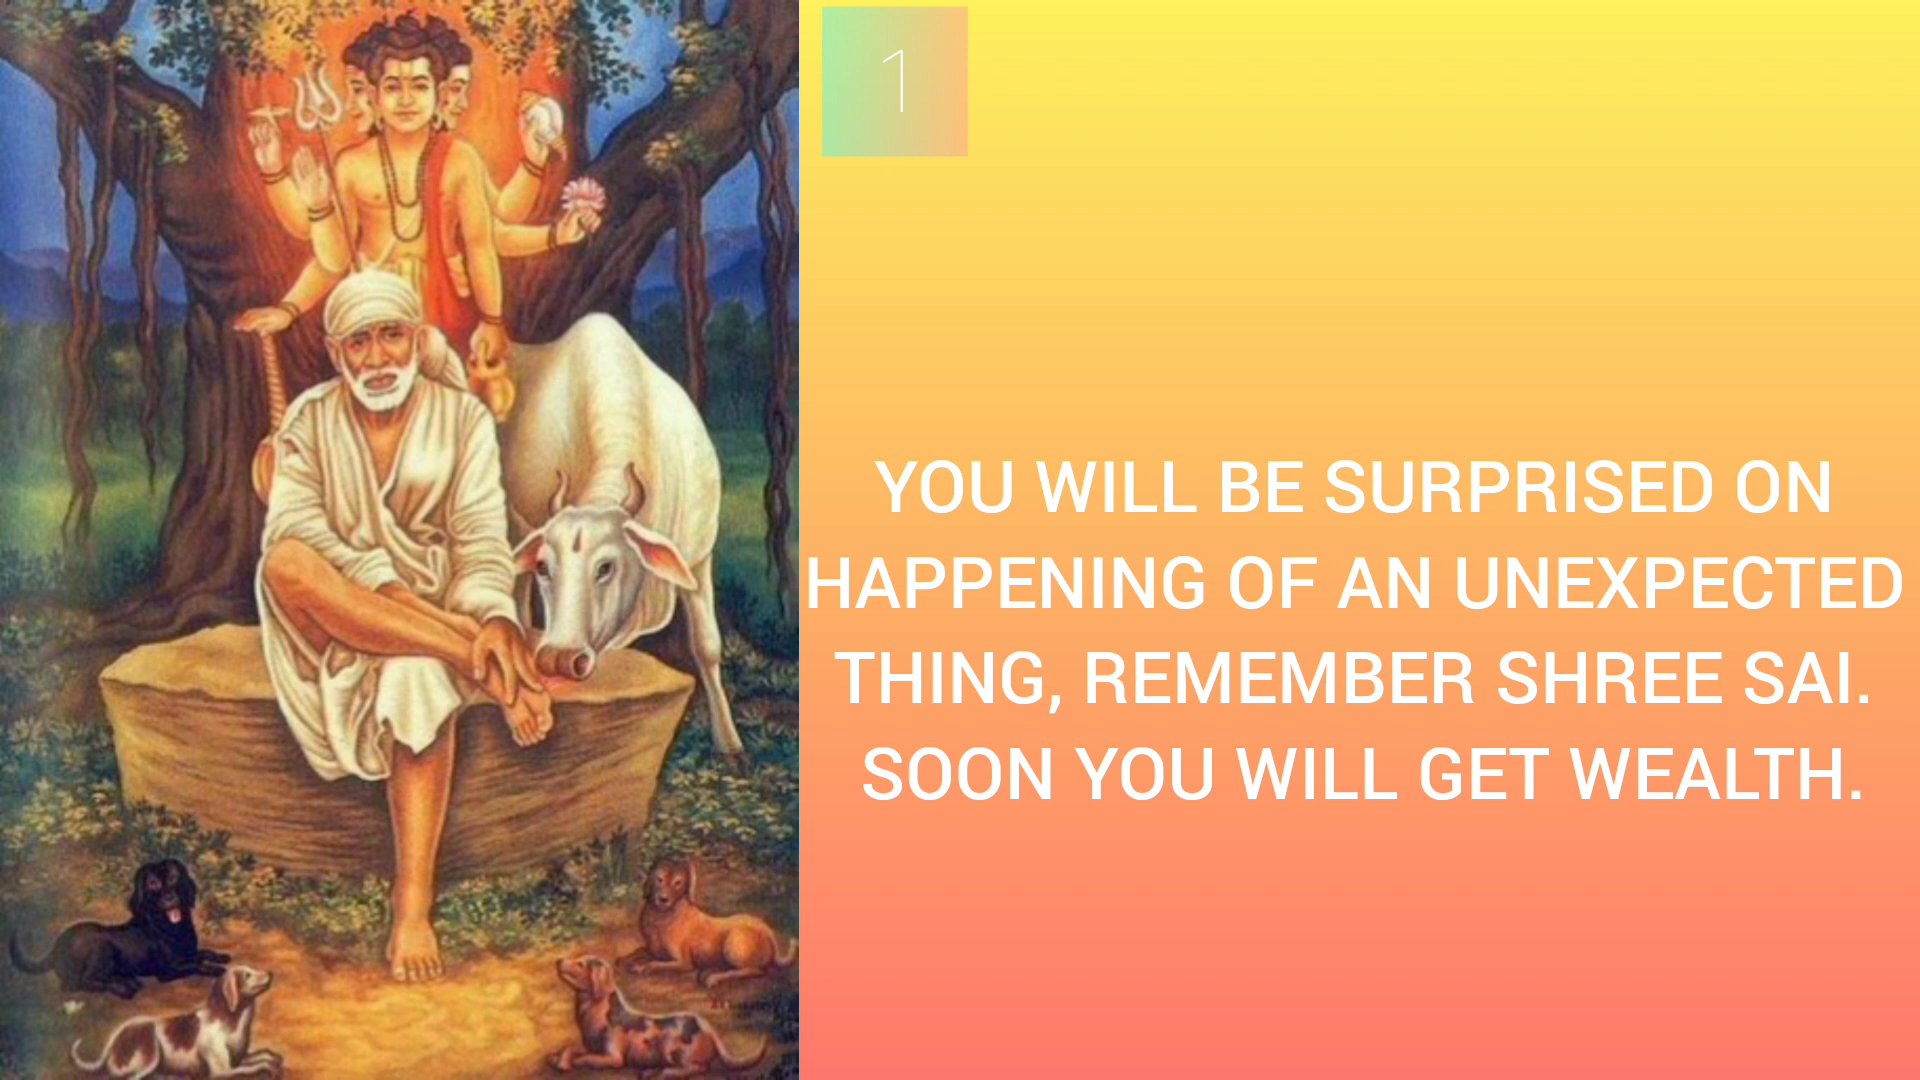 1
YOU WILL BE SURPRISED ON
HAPPENING OF AN UNEXPECTED
THING, REMEMBER SHREE SAI.
SOON YOU WILL GET WEALTH.